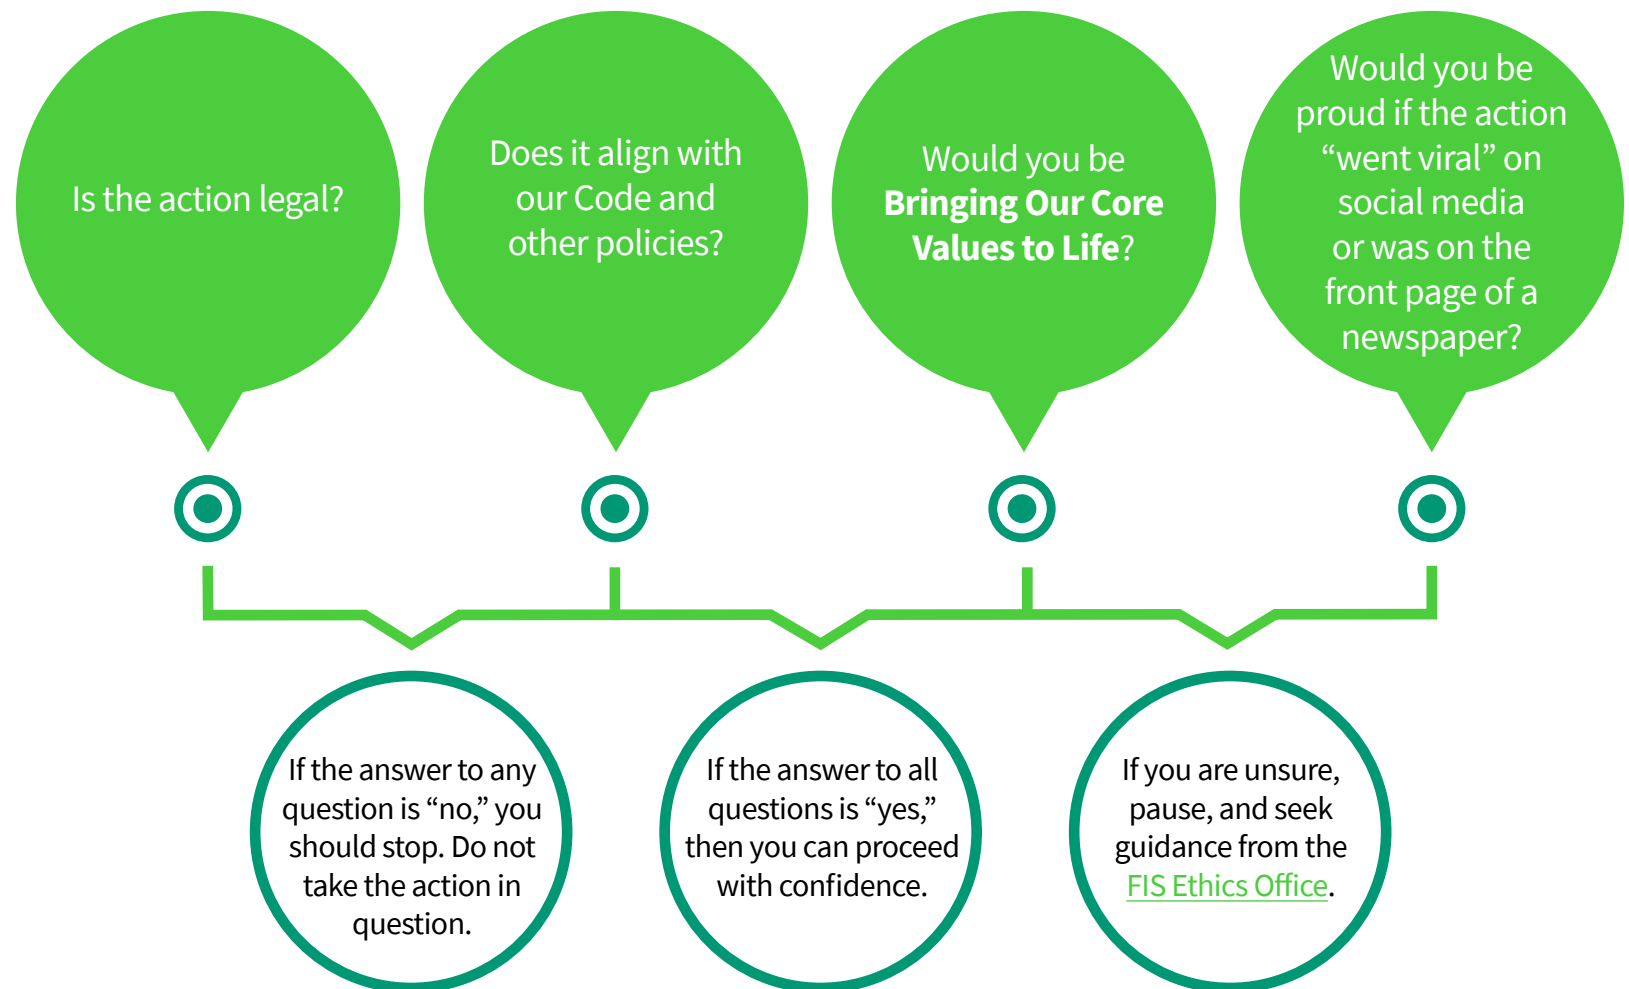 Is the action legal?
Does it align with
our Code and
other policies?
Would you be
Bringing Our Core
Values to Life?
Would you be
proud if the action
“went viral” on
social media
or was on the
front page of a
newspaper?
If the answer to any
question is “no,” you
should stop. Do not
take the action in
question.
If the answer to all
questions is “yes,”
then you can proceed
with confidence.
If you are unsure,
pause, and seek
guidance from the
FIS Ethics Office.